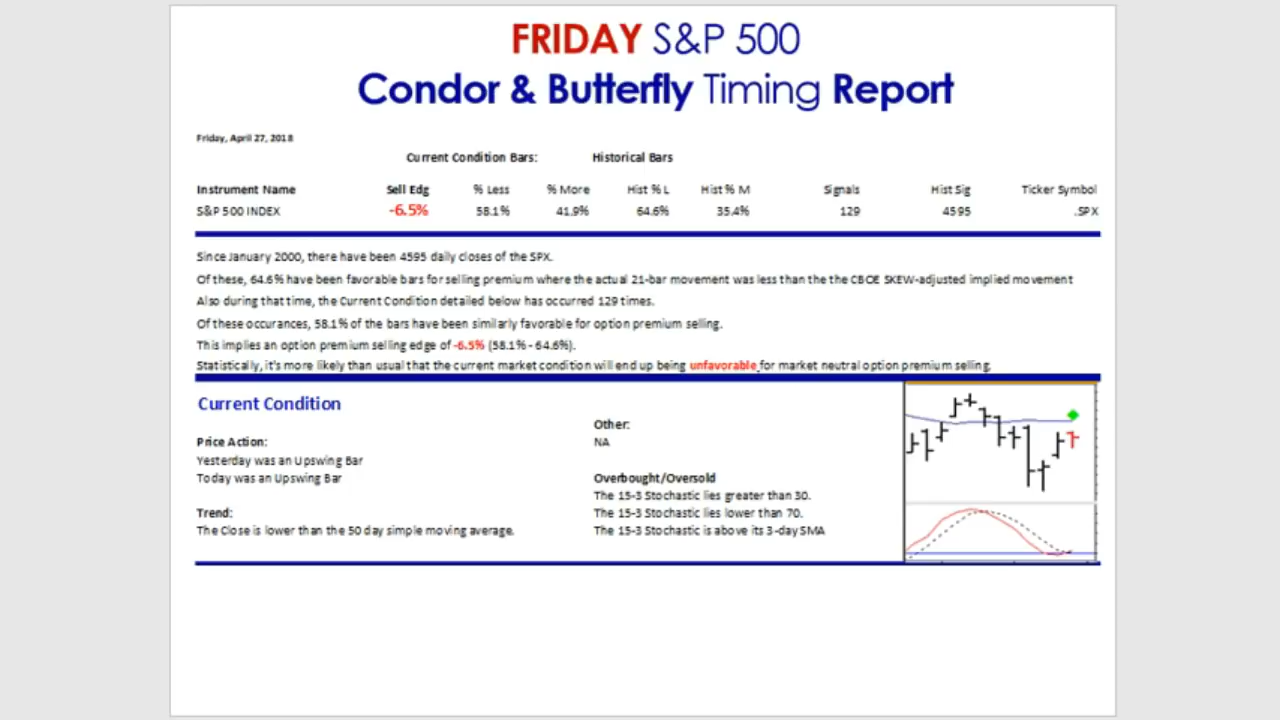 FRIDAY S&P 500
Condor & Butterfly Timing Report
Friday, April 27, 2018
Current Condition Bars: Historical Bars
Instrument Name Sell Edg % Less % More Hist % L Hist % M Signals Hist Sig Ticker Symbol
S&P 500 INDEX -6.5% 58.1% 41.9% 64.6% 35.4% 129 4595 .SPX
Since January 2000, there have been 4595 daily closes of the SPX.
Of these, 64.6% have been favorable bars for selling premium where the actual 21-bar movement was less than the the CBOE SKEW-adjusted implied movement
Also during that time, the Current Condition detailed below has occurred 129 times.
Of these occurances, 58.1% of the bars have been similarly favorable for option premium selling.
This implies an option premium selling edge of -6.5% (58.1% - 64.6%).
Statistically, it's more likely than usual that the current market condition will end up being unfavorable for market neutral option premium selling.
Current Condition
Price Action:
Yesterday was an Upswing Bar
Today was an Upswing Bar
Trend:
The Close is lower than the 50 day simple moving average.
Other:
NA
Overbought/Oversold
The 15-3 Stochastic lies greater than 30.
The 15-3 Stochastic lies lower than 70.
The 15-3 Stochastic is above its 3-day SMA